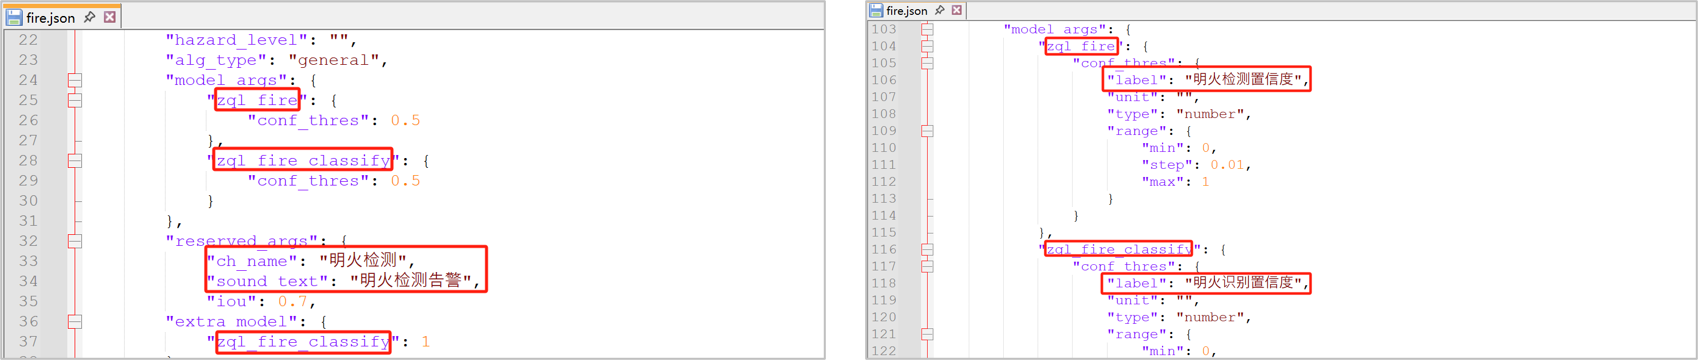 fire.json
22 "hazard_level": "",
23 "alg_type": "general",
24 "model_args": {
25 "zql_fire": {
26 "conf_thres": 0.5
27 },
28 "zql_fire_classify": {
29 "conf_thres": 0.5
30 }
31 },
32 "reserved_args": {
33 "ch_name": "明火检测",
34 "sound_text": "明火检测告警",
35 "iou": 0.7,
36 "extra_model": {
37 "zql_fire_classify": 1
fire.json
103 "model_args": {
104 "zql_fire": {
105 "conf_thres": {
106 "label": "明火检测置信度",
107 "unit": "",
108 "type": "number",
109 "range": {
110 "min": 0,
111 "step": 0.01,
112 "max": 1
113 }
114 }
115 },
116 "zql_fire_classify": {
117 "conf_thres": {
118 "label": "明火识别置信度",
119 "unit": "",
120 "type": "number",
121 "range": {
122 "min": 0,